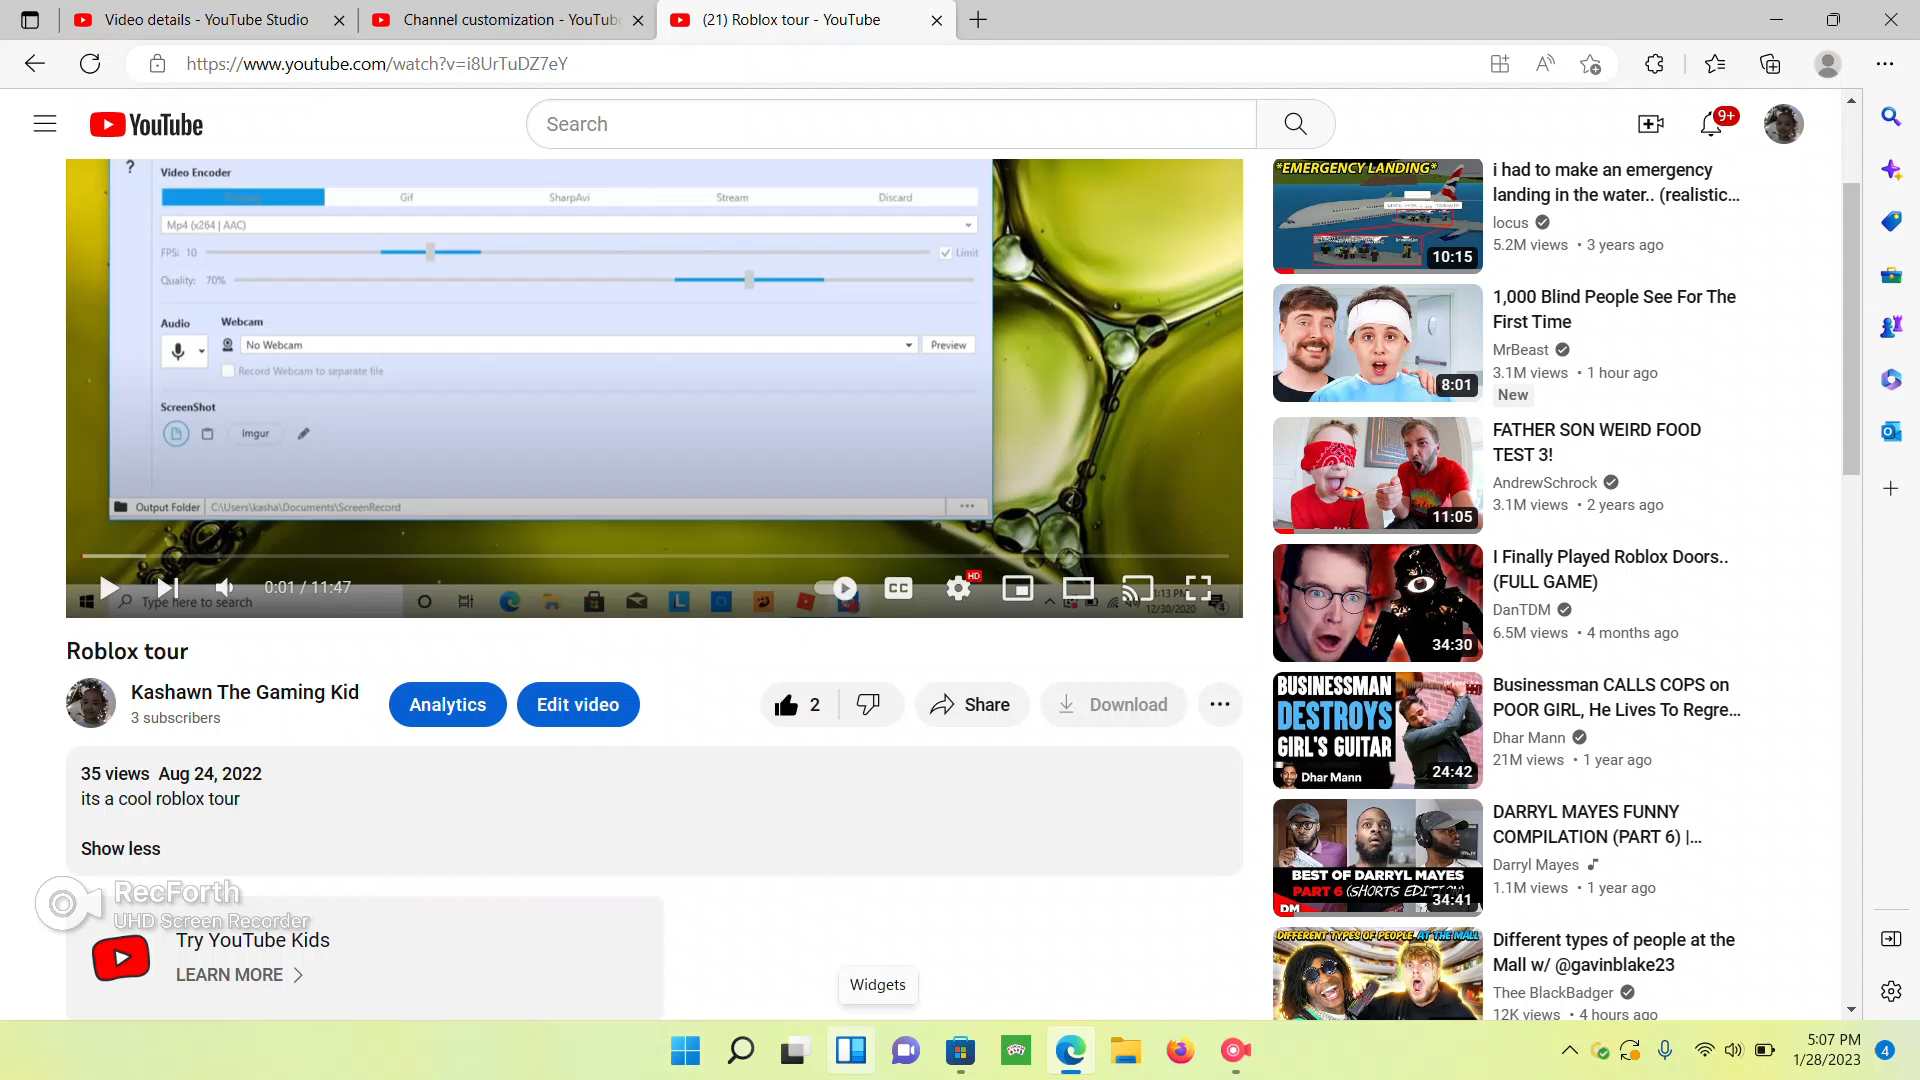 Video details - YouTube Studio
Channel customization - YouTub
(21) Roblox tour - YouTube
https://www.youtube.com/watch?v=i8UrTuDZ7eY
YouTube
Search
9+
?
Video Encoder
Gif
SharpAvi
Stream
Discard
Mp4 (x264 | AAC)
FPS: 10
Limit
Quality: 70%
Audio
Webcam
No Webcam
Preview
Record Webcam to separate file
ScreenShot
Imgur
Output Folder
C:\Users\kasha\Documents\ScreenRecord
0:01 / 11:47
CC
HD
Type here to search
12/30/2020
Roblox tour
Kashawn The Gaming Kid
3 subscribers
Analytics
Edit video
2
Share
Download
35 views Aug 24, 2022
its a cool roblox tour
Show less
RecForth
UHD Screen Recorder
Try YouTube Kids
LEARN MORE
Widgets
*EMERGENCY LANDING*
10:15
i had to make an emergency
landing in the water.. (realistic...
locus
5.2M views • 3 years ago
8:01
1,000 Blind People See For The
First Time
MrBeast
3.1M views • 1 hour ago
New
11:05
FATHER SON WEIRD FOOD
TEST 3!
AndrewSchrock
3.1M views • 2 years ago
34:30
I Finally Played Roblox Doors..
(FULL GAME)
DanTDM
6.5M views • 4 months ago
BUSINESSMAN
DESTROYS
GIRL'S GUITAR
Dhar Mann
24:42
Businessman CALLS COPS on
POOR GIRL, He Lives To Regre...
Dhar Mann
21M views • 1 year ago
BEST OF DARRYL MAYES
PART 6 (SHORTS EDITION)
DM
34:41
DARRYL MAYES FUNNY
COMPILATION (PART 6) |...
Darryl Mayes
1.1M views • 1 year ago
DIFFERENT TYPES OF PEOPLE AT THE MALL
Different types of people at the
Mall w/ @gavinblake23
Thee BlackBadger
12K views • 4 hours ago
5:07 PM
1/28/2023
4